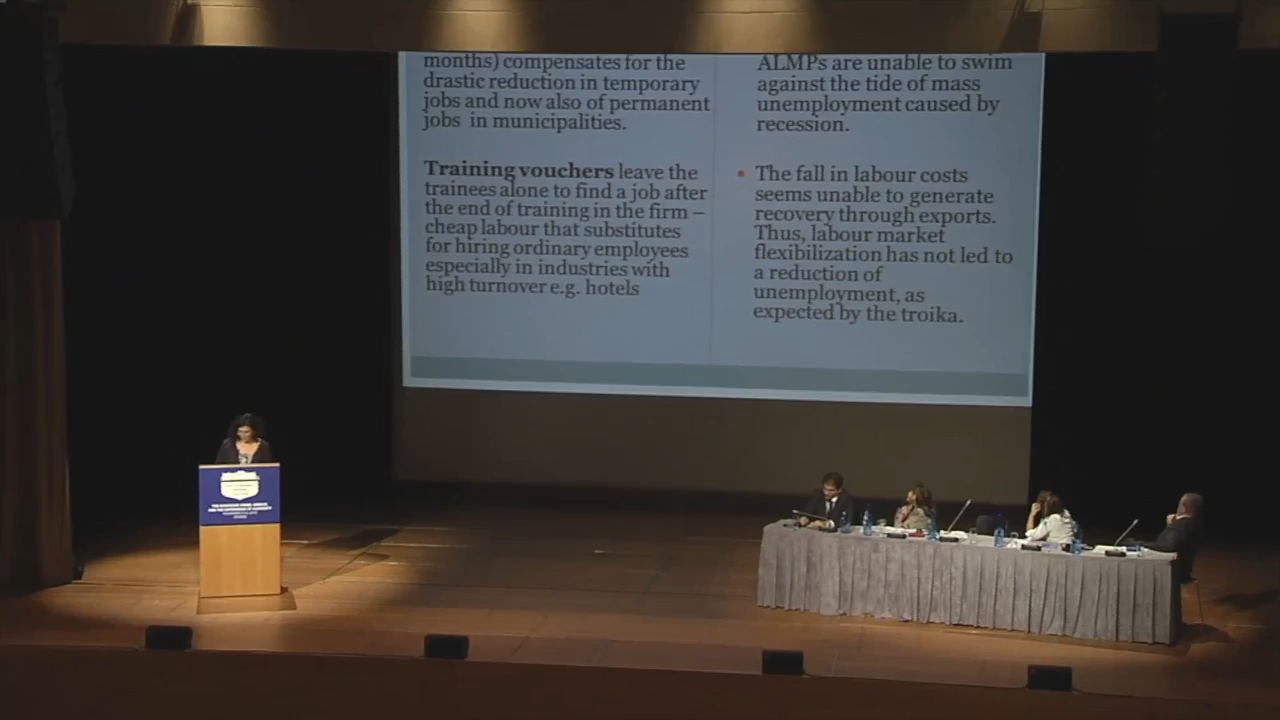 months) compensates for the
drastic reduction in temporary
jobs and now also of permanent
jobs in municipalities.
Training vouchers leave the
trainees alone to find a job after
the end of training in the firm –
cheap labour that substitutes
for hiring ordinary employees
especially in industries with
high turnover e.g. hotels
ALMPs are unable to swim
against the tide of mass
unemployment caused by
recession.
• The fall in labour costs
seems unable to generate
recovery through exports.
Thus, labour market
flexibilization has not led to
a reduction of
unemployment, as
expected by the troika.